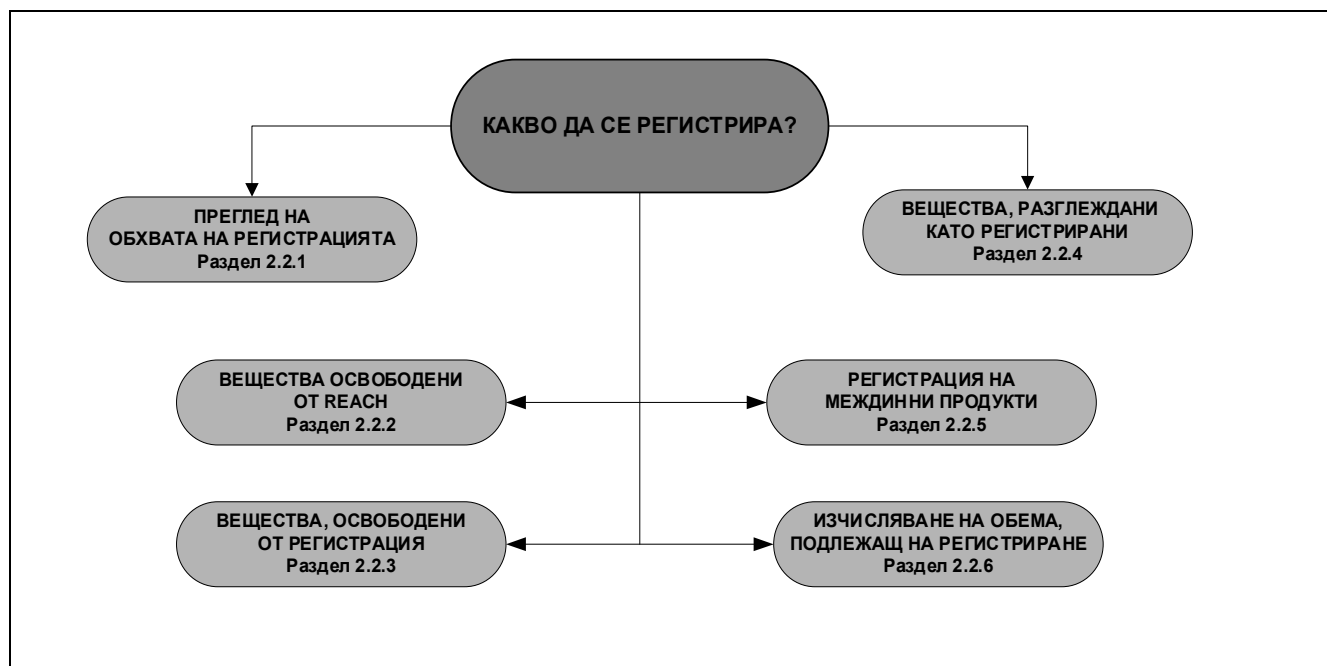 КАКВО ДА СЕ РЕГИСТРИРА?
ПРЕГЛЕД НА
ОБХВАТА НА РЕГИСТРАЦИЯТА
Раздел 2.2.1
ВЕЩЕСТВА, РАЗГЛЕЖДАНИ
КАТО РЕГИСТРИРАНИ
Раздел 2.2.4
ВЕЩЕСТВА ОСВОБОДЕНИ
ОТ REACH
Раздел 2.2.2
РЕГИСТРАЦИЯ НА
МЕЖДИННИ ПРОДУКТИ
Раздел 2.2.5
ВЕЩЕСТВА, ОСВОБОДЕНИ
ОТ РЕГИСТРАЦИЯ
Раздел 2.2.3
ИЗЧИСЛЯВАНЕ НА ОБЕМА,
ПОДЛЕЖАЩ НА РЕГИСТРИРАНЕ
Раздел 2.2.6